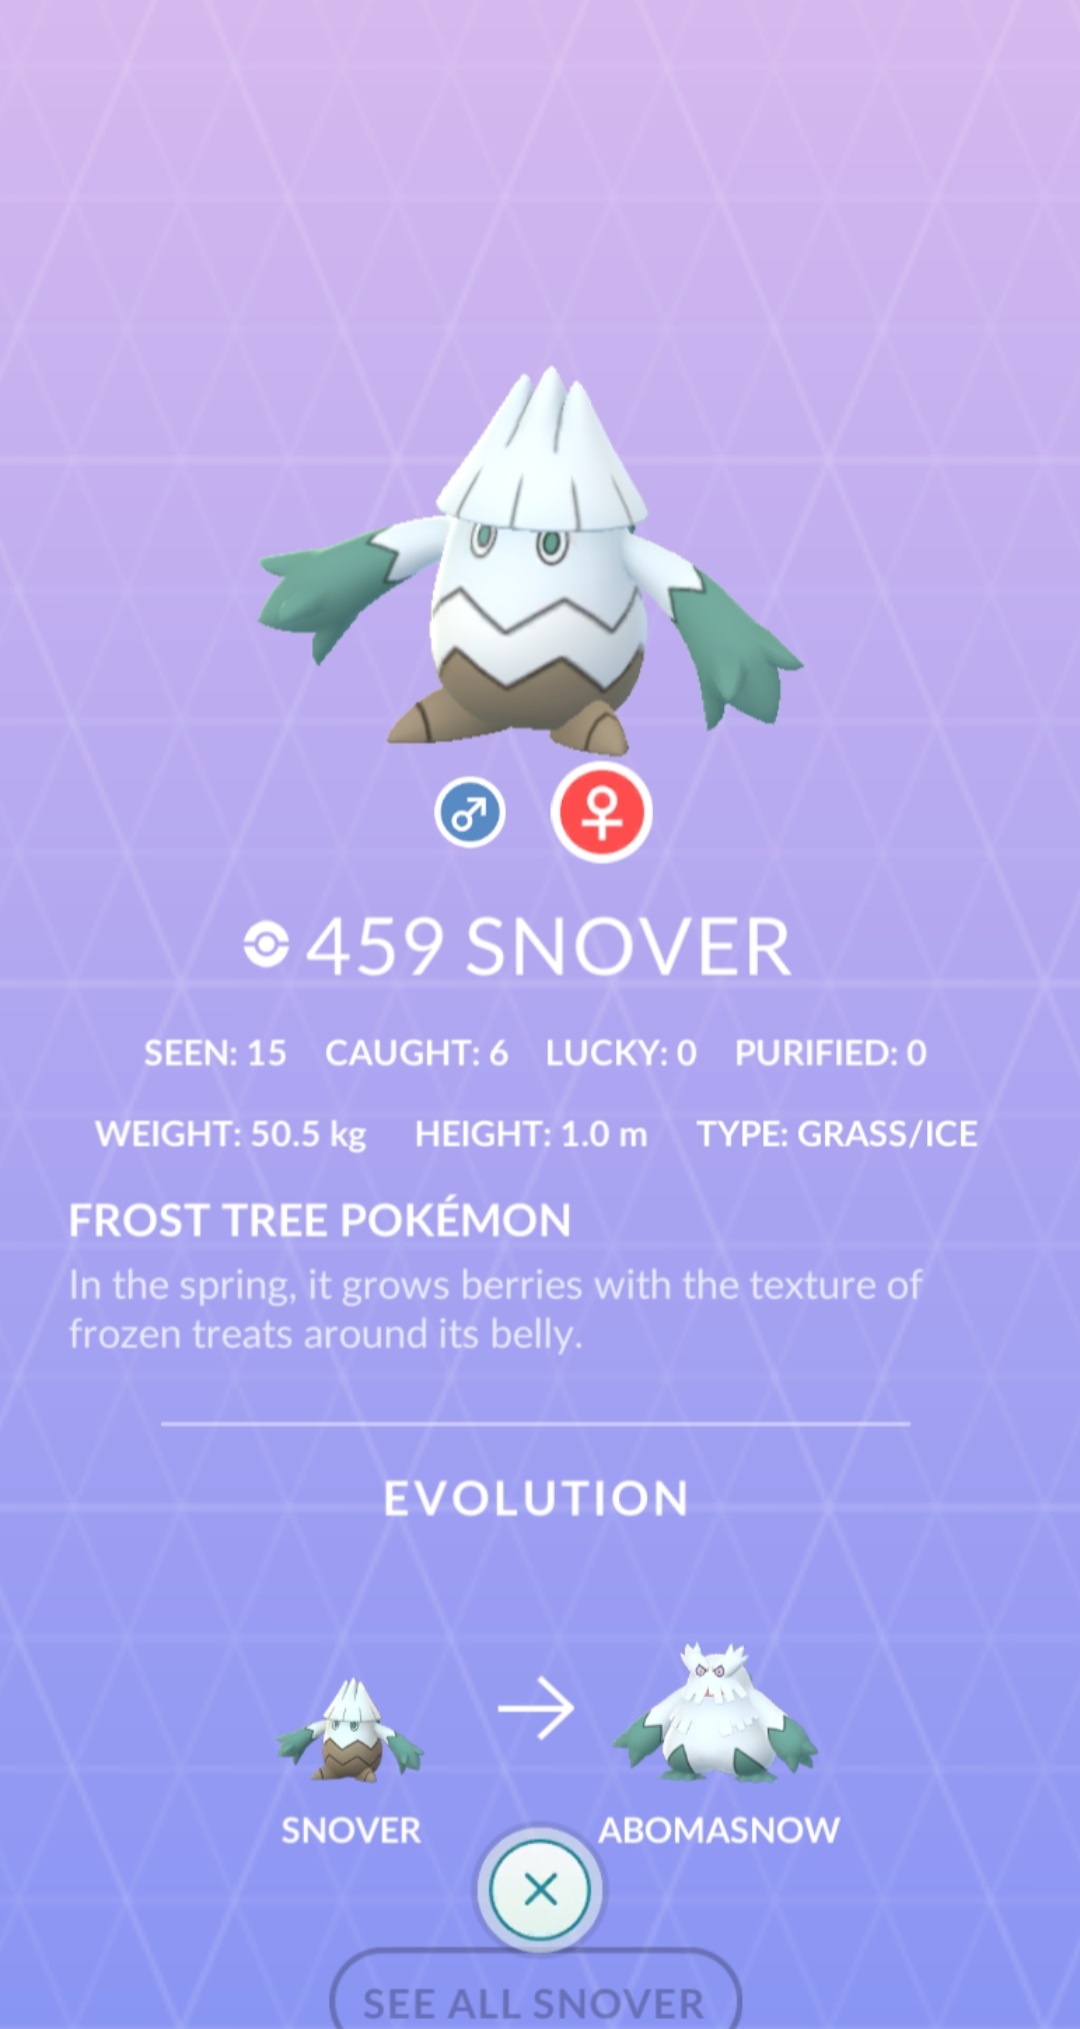 459 SNOVER
SEEN: 15 CAUGHT: 6 LUCKY: 0 PURIFIED: 0
WEIGHT: 50.5 kg HEIGHT: 1.0 m TYPE: GRASS/ICE
FROST TREE POKÉMON
In the spring, it grows berries with the texture of
frozen treats around its belly.
EVOLUTION
SNOVER ABOMASNOW
SEE ALL SNOVER